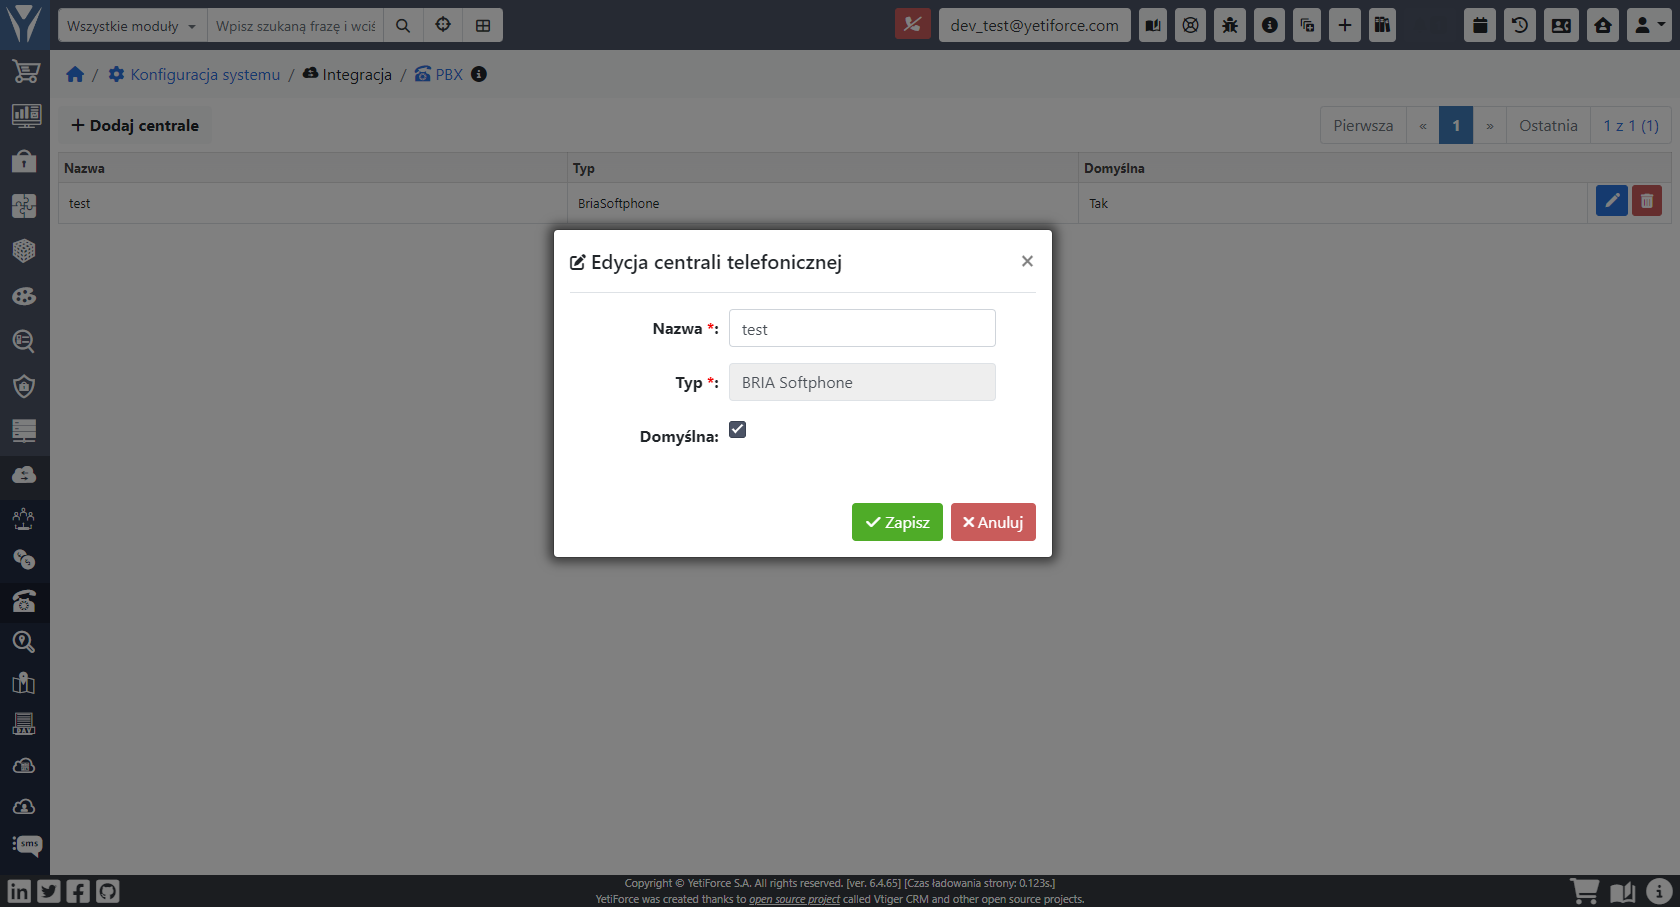 Wszystkie moduły
Wpisz szukaną frazę i wciś
dev_test@yetiforce.com
/ Konfiguracja systemu / Integracja / PBX
Dodaj centrale
Pierwsza « 1 » Ostatnia 1 z 1 (1)
Nazwa Typ Domyślna
test BriaSoftphone Tak
Edycja centrali telefonicznej ×
Nazwa *: test
Typ *: BRIA Softphone
Domyślna:
Zapisz Anuluj
DAV
sms
Copyright © YetiForce S.A. All rights reserved. [ver. 6.4.65] [Czas ładowania strony: 0.123s.]
YetiForce was created thanks to open source project called Vtiger CRM and other open source projects.